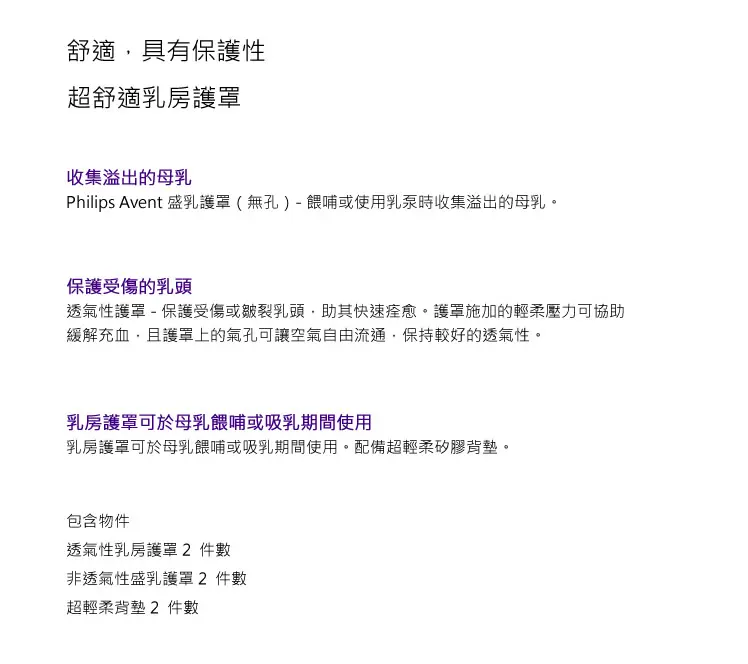 舒適，具有保護性
超舒適乳房護罩
收集溢出的母乳
Philips Avent 盛乳護罩 ( 無孔 ) - 餵哺或使用乳泵時收集溢出的母乳。
保護受傷的乳頭
透氣性護罩 - 保護受傷或皺裂乳頭，助其快速痊愈。護罩施加的輕柔壓力可協助
緩解充血，且護罩上的氣孔可讓空氣自由流通，保持較好的透氣性。
乳房護罩可於母乳餵哺或吸乳期間使用
乳房護罩可於母乳餵哺或吸乳期間使用。配備超輕柔矽膠背墊。
包含物件
透氣性乳房護罩 2 件數
非透氣性盛乳護罩 2 件數
超輕柔背墊 2 件數